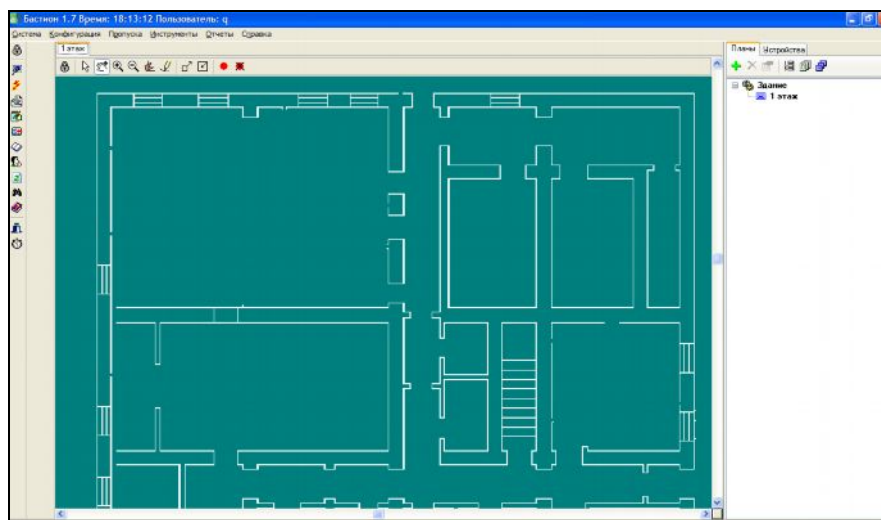 Бастион 1.7 Время: 18:13:12 Пользователь: q
Система Конфигурация Пропуска Инструменты Отчеты Справка
1 этаж
Планы Устройства
Здание
1 этаж